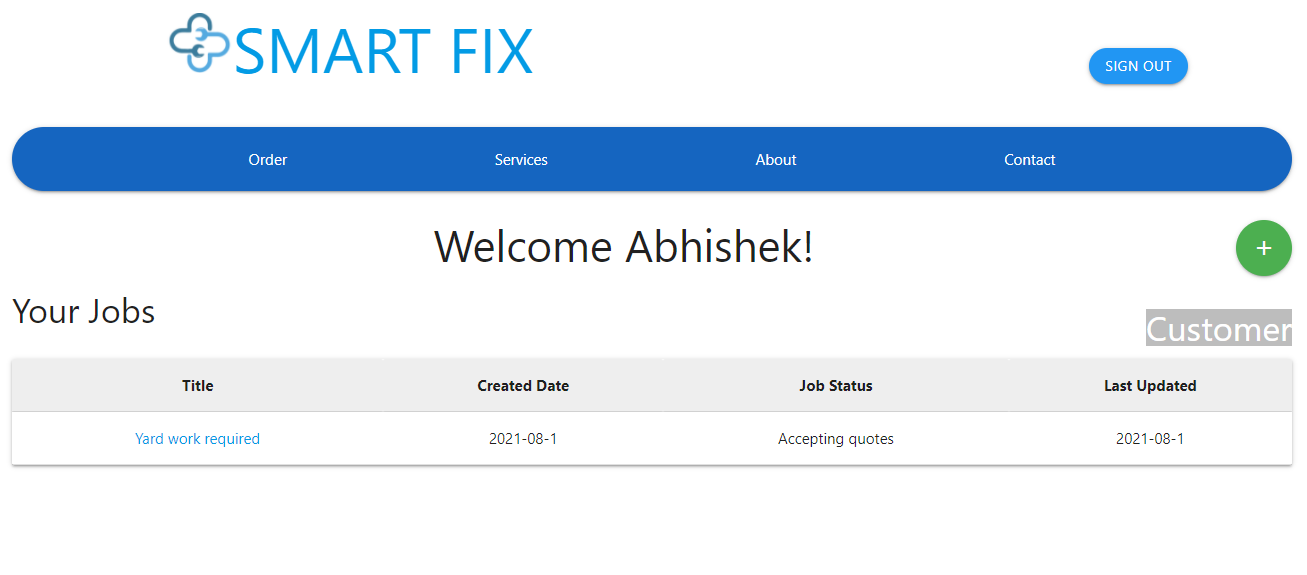 SMART FIX
SIGN OUT
Order Services About Contact
Welcome Abhishek!
+
Your Jobs
Customer
Title Created Date Job Status Last Updated
Yard work required 2021-08-1 Accepting quotes 2021-08-1